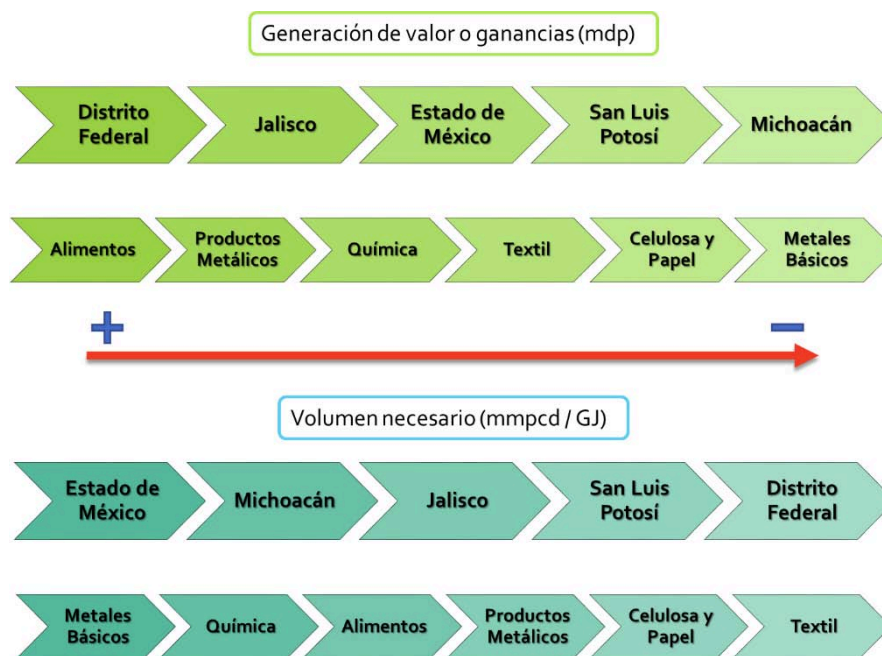 Generación de valor o ganancias (mdp)
Distrito
Federal
Jalisco
Estado de
México
San Luis
Potosí
Michoacán
Alimentos
Productos
Metálicos
Química
Textil
Celulosa y
Papel
Metales
Básicos
+
−
Volumen necesario (mmpcd / GJ)
Estado de
México
Michoacán
Jalisco
San Luis
Potosí
Distrito
Federal
Metales
Básicos
Química
Alimentos
Productos
Metálicos
Celulosa y
Papel
Textil